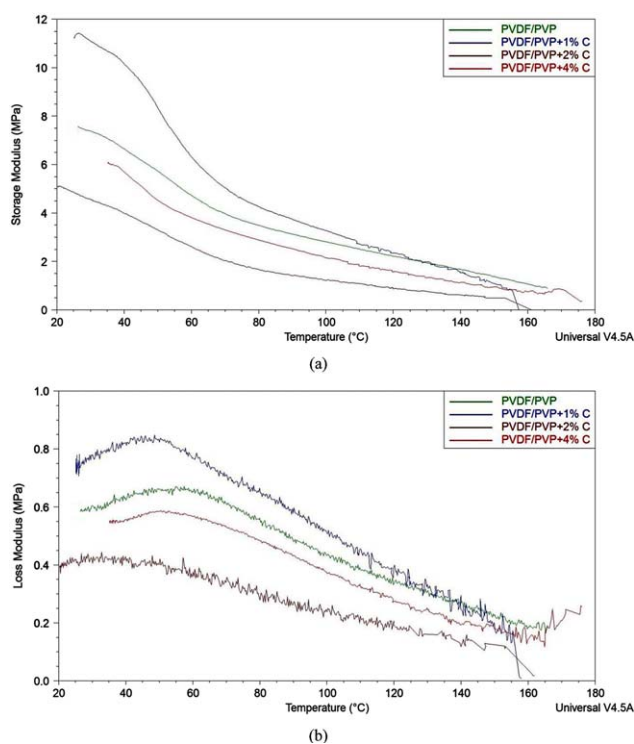 12
10
8
6
4
2
0
Storage Modulus (MPa)
PVDF/PVP
PVDF/PVP+1% C
PVDF/PVP+2% C
PVDF/PVP+4% C
20 40 60 80 100 120 140 160 180
Temperature (°C)
Universal V4.5A
(a)
1.0
0.8
0.6
0.4
0.2
0.0
Loss Modulus (MPa)
PVDF/PVP
PVDF/PVP+1% C
PVDF/PVP+2% C
PVDF/PVP+4% C
20 40 60 80 100 120 140 160 180
Temperature (°C)
Universal V4.5A
(b)